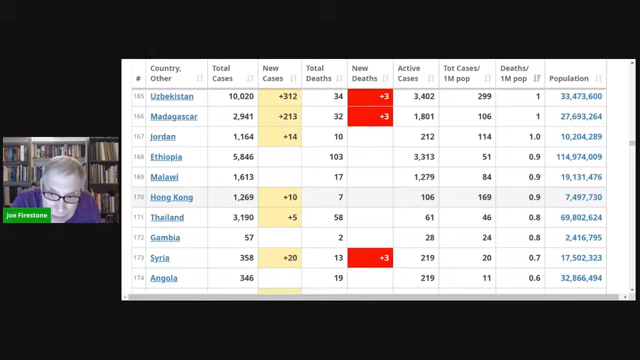 # Country, Other Total Cases New Cases Total Deaths New Deaths Active Cases Tot Cases/ 1M pop Deaths/ 1M pop Population
165 Uzbekistan 10,020 +312 34 +3 3,402 299 1 33,473,600
166 Madagascar 2,941 +213 32 +3 1,801 106 1 27,693,264
167 Jordan 1,164 +14 10 212 114 1.0 10,204,289
168 Ethiopia 5,846 103 3,313 51 0.9 114,974,009
169 Malawi 1,613 17 1,279 84 0.9 19,131,476
170 Hong Kong 1,269 +10 7 106 169 0.9 7,497,730
171 Thailand 3,190 +5 58 61 46 0.8 69,802,624
172 Gambia 57 2 28 24 0.8 2,416,795
173 Syria 358 +20 13 +3 219 20 0.7 17,502,323
174 Angola 346 19 219 11 0.6 32,866,494
Joe Firestone